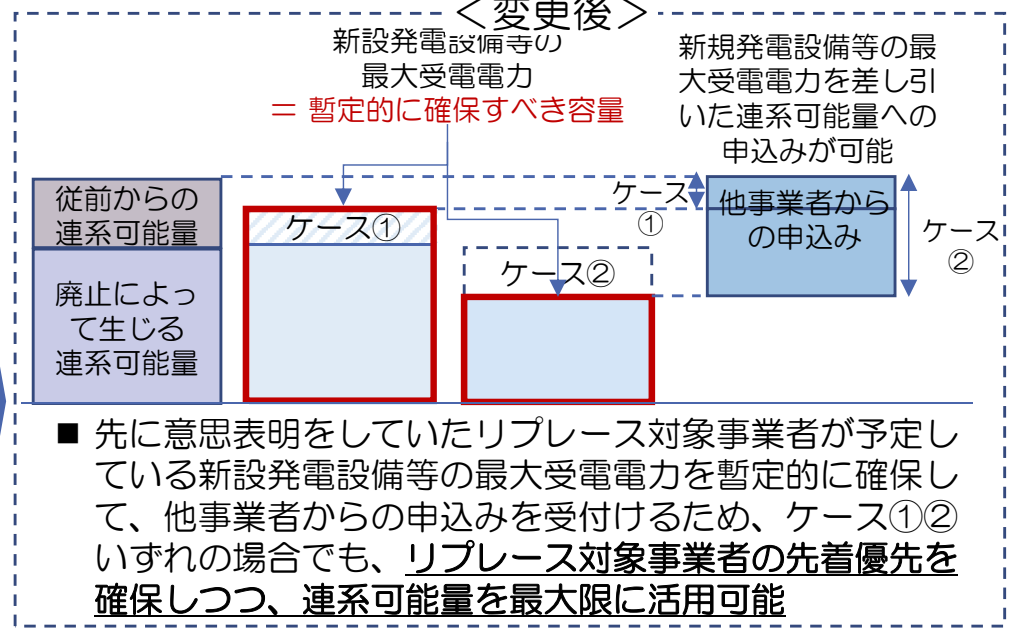 ＜変更後＞
新設発電設備等の
最大受電電力
＝ 暫定的に確保すべき容量
新規発電設備等の最
大受電電力を差し引
いた連系可能量への
申込みが可能
従前からの
連系可能量
廃止によっ
て生じる
連系可能量
ケース①
ケース②
ケース
①
他事業者から
の申込み
ケース
②
■ 先に意思表明をしていたリプレース対象事業者が予定し
ている新設発電設備等の最大受電電力を暫定的に確保し
て、他事業者からの申込みを受付けるため、ケース①②
いずれの場合でも、リプレース対象事業者の先着優先を
確保しつつ、連系可能量を最大限に活用可能